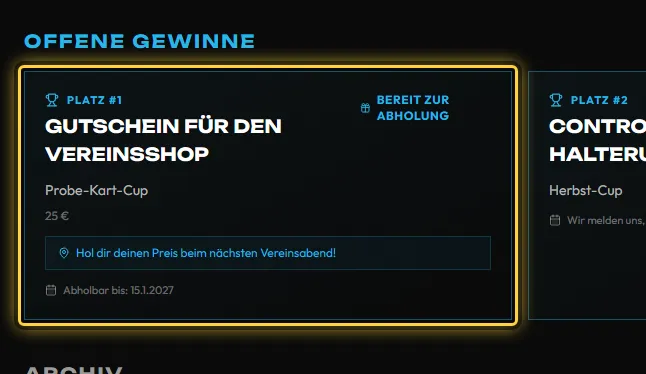 OFFENE GEWINNE
PLATZ #1
BEREIT ZUR
ABHOLUNG
GUTSCHEIN FÜR DEN
VEREINSSHOP
Probe-Kart-Cup
25 €
Hol dir deinen Preis beim nächsten Vereinsabend!
Abholbar bis: 15.1.2027
PLATZ #2
CONTRO
HALTERU
Herbst-Cup
Wir melden uns,
ARCHIV